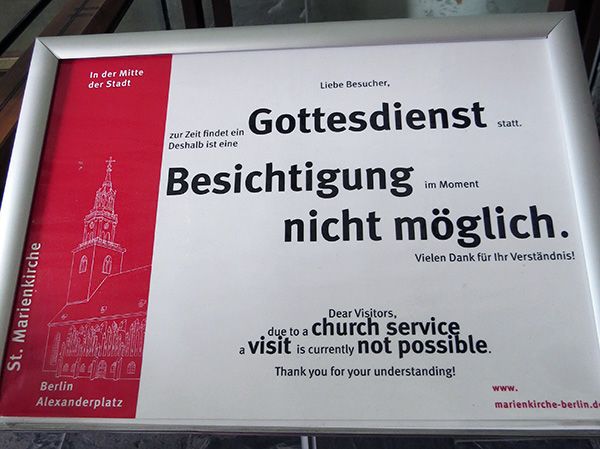 In der Mitte
der Stadt
St. Marienkirche
Berlin
Alexanderplatz
Liebe Besucher,
zur Zeit findet ein Gottesdienst statt.
Deshalb ist eine
Besichtigung im Moment
nicht möglich.
Vielen Dank für Ihr Verständnis!
Dear Visitors,
due to a church service
a visit is currently not possible.
Thank you for your understanding!
www.
marienkirche-berlin.de